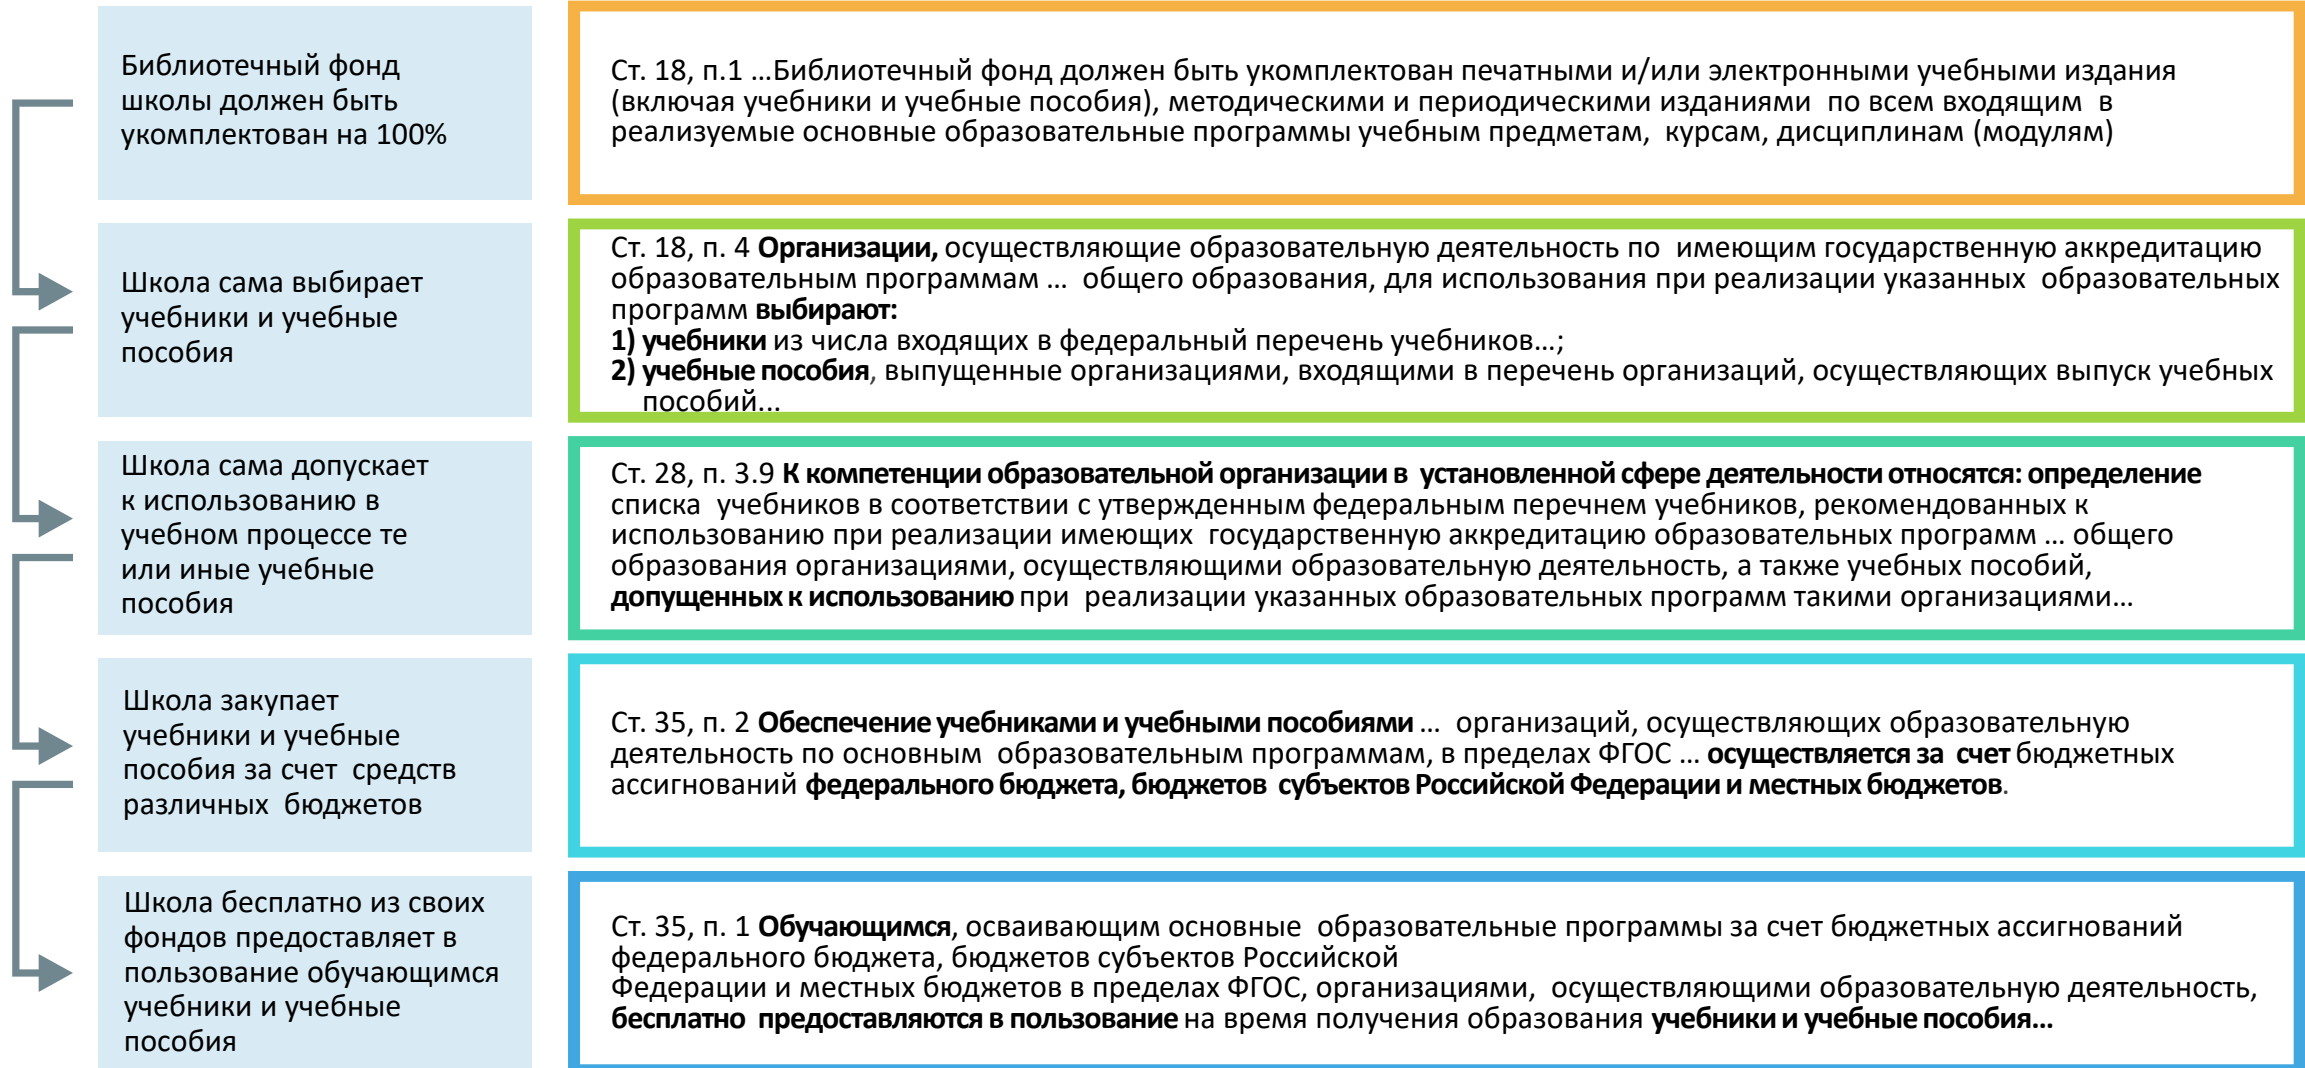 Библиотечный фонд
школы должен быть
укомплектован на 100%
Ст. 18, п.1 …Библиотечный фонд должен быть укомплектован печатными и/или электронными учебными издания
(включая учебники и учебные пособия), методическими и периодическими изданиями по всем входящим в
реализуемые основные образовательные программы учебным предметам, курсам, дисциплинам (модулям)
Школа сама выбирает
учебники и учебные
пособия
Ст. 18, п. 4 Организации, осуществляющие образовательную деятельность по имеющим государственную аккредитацию
образовательным программам … общего образования, для использования при реализации указанных образовательных
программ выбирают:
1) учебники из числа входящих в федеральный перечень учебников…;
2) учебные пособия, выпущенные организациями, входящими в перечень организаций, осуществляющих выпуск учебных
пособий...
Школа сама допускает
к использованию в
учебном процессе те
или иные учебные
пособия
Ст. 28, п. 3.9 К компетенции образовательной организации в установленной сфере деятельности относятся: определение
списка учебников в соответствии с утвержденным федеральным перечнем учебников, рекомендованных к
использованию при реализации имеющих государственную аккредитацию образовательных программ … общего
образования организациями, осуществляющими образовательную деятельность, а также учебных пособий,
допущенных к использованию при реализации указанных образовательных программ такими организациями…
Школа закупает
учебники и учебные
пособия за счет средств
различных бюджетов
Ст. 35, п. 2 Обеспечение учебниками и учебными пособиями … организаций, осуществляющих образовательную
деятельность по основным образовательным программам, в пределах ФГОС … осуществляется за счет бюджетных
ассигнований федерального бюджета, бюджетов субъектов Российской Федерации и местных бюджетов.
Школа бесплатно из своих
фондов предоставляет в
пользование обучающимся
учебники и учебные
пособия
Ст. 35, п. 1 Обучающимся, осваивающим основные образовательные программы за счет бюджетных ассигнований
федерального бюджета, бюджетов субъектов Российской
Федерации и местных бюджетов в пределах ФГОС, организациями, осуществляющими образовательную деятельность,
бесплатно предоставляются в пользование на время получения образования учебники и учебные пособия…